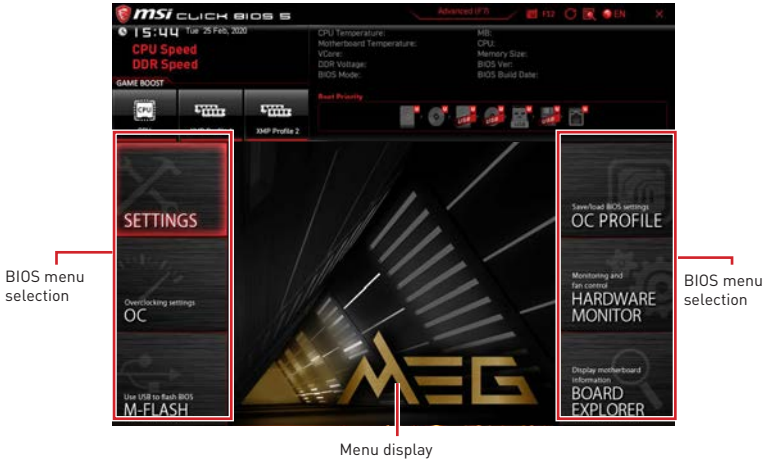 msi CLICK BIOS 5
Advanced (F7)
F12
EN
15:44 Tue 25 Feb, 2020
CPU Speed
DDR Speed
CPU Temperature:
Motherboard Temperature:
VCore:
DDR Voltage:
BIOS Mode:
MB:
CPU:
Memory Size:
BIOS Ver:
BIOS Build Date:
GAME BOOST
Boot Priority
CPU
XMP Profile 2
USB
USB
USB
SETTINGS
Overclocking settings
OC
Use USB to flash BIOS
M-FLASH
BIOS menu
selection
MEG
Save/load BIOS settings
OC PROFILE
Monitoring and
fan control
HARDWARE
MONITOR
Display motherboard
information
BOARD
EXPLORER
BIOS menu
selection
Menu display